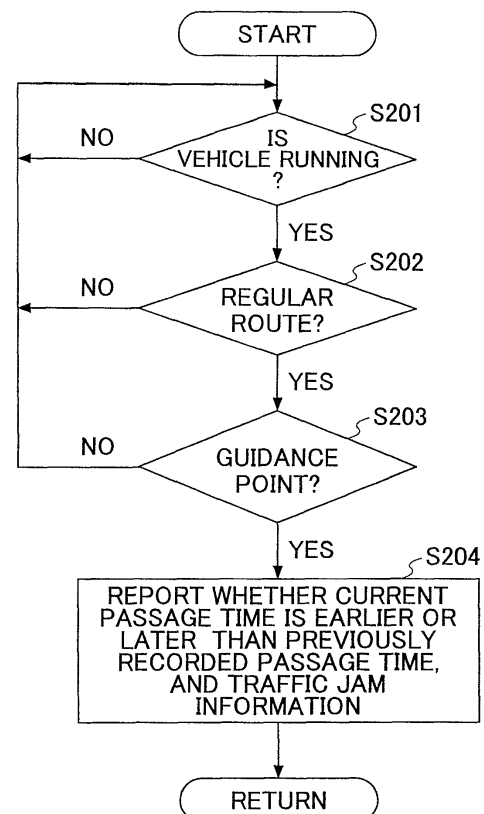 START
S201
IS
VEHICLE RUNNING
?
NO
YES
S202
REGULAR
ROUTE?
NO
YES
S203
GUIDANCE
POINT?
NO
YES
S204
REPORT WHETHER CURRENT
PASSAGE TIME IS EARLIER OR
LATER THAN PREVIOUSLY
RECORDED PASSAGE TIME,
AND TRAFFIC JAM
INFORMATION
RETURN